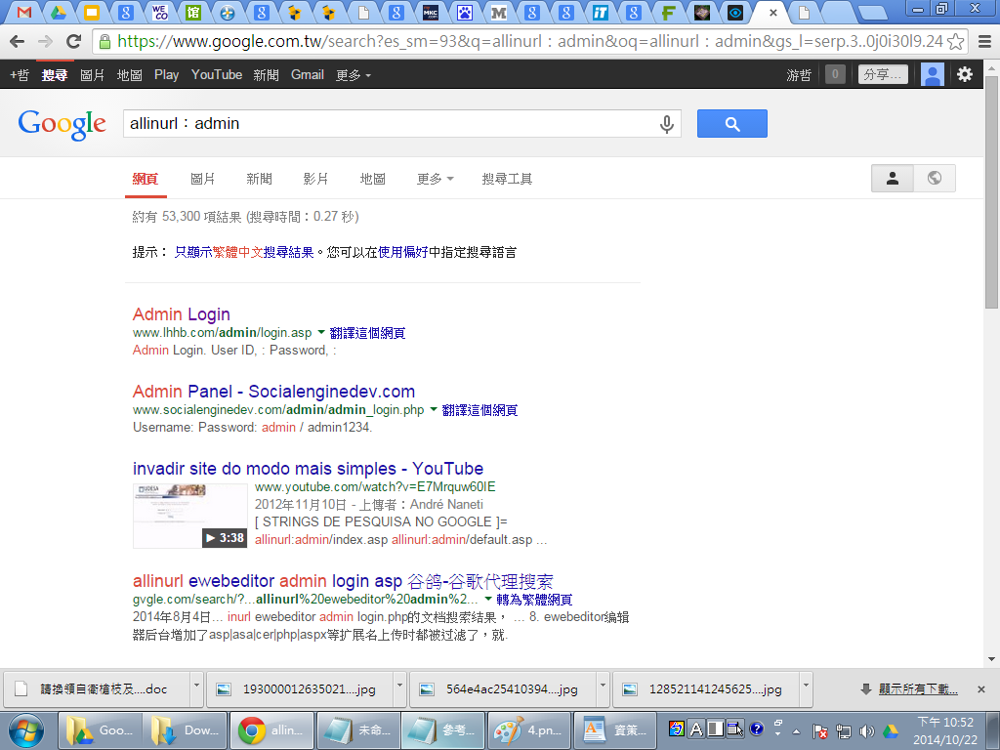 https://www.google.com.tw/search?es_sm=93&q=allinurl：admin&oq=allinurl：admin&gs_l=serp.3..0j0i30l9.24
+哲 搜尋 圖片 地圖 Play YouTube 新聞 Gmail 更多 游哲 0 分享...
Google allinurl：admin
網頁 圖片 新聞 影片 地圖 更多 搜尋工具
約有 53,300 項結果 (搜尋時間：0.27 秒)
提示： 只顯示繁體中文搜尋結果。您可以在使用偏好中指定搜尋語言
Admin Login
www.lhhb.com/admin/login.asp 翻譯這個網頁
Admin Login. User ID, : Password, :
Admin Panel - Socialenginedev.com
www.socialenginedev.com/admin/admin_login.php 翻譯這個網頁
Username: Password: admin / admin1234.
invadir site do modo mais simples - YouTube
www.youtube.com/watch?v=E7Mrquw60IE
2012年11月10日 - 上傳者：André Naneti
[ STRINGS DE PESQUISA NO GOOGLE ]=
3:38
allinurl:admin/index.asp allinurl:admin/default.asp ...
allinurl ewebeditor admin login asp 谷鸽-谷歌代理搜索
gvgle.com/search/?...allinurl%20ewebeditor%20admin%2... 轉為繁體網頁
2014年8月4日... inurl ewebeditor admin login.php的文档搜索结果， ... 8. ewebeditor编辑
器后台增加了asp|asa|cer|php|aspx等扩展名上传时都被过滤了，就.
請換領自衛槍枝及....doc 193000012635021....jpg 564e4ac25410394....jpg 128521141245625....jpg 顯示所有下載...
Goo... Dow... allin... 未命... 參考... 4.pn... 資策... A 下午 10:52
2014/10/22